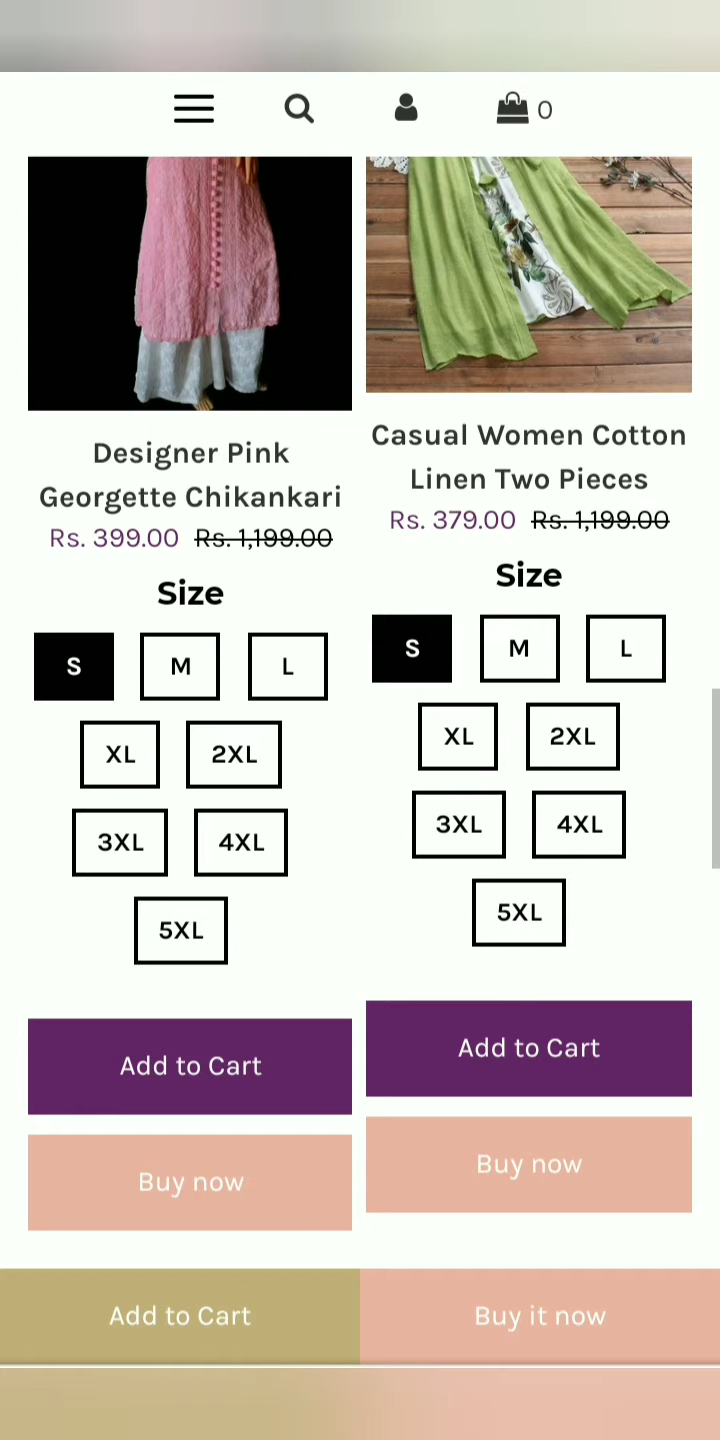 0
Designer Pink
Georgette Chikankari
Rs. 399.00 Rs. 1,199.00
Size
S M L
XL 2XL
3XL 4XL
5XL
Add to Cart
Buy now
Casual Women Cotton
Linen Two Pieces
Rs. 379.00 Rs. 1,199.00
Size
S M L
XL 2XL
3XL 4XL
5XL
Add to Cart
Buy now
Add to Cart Buy it now